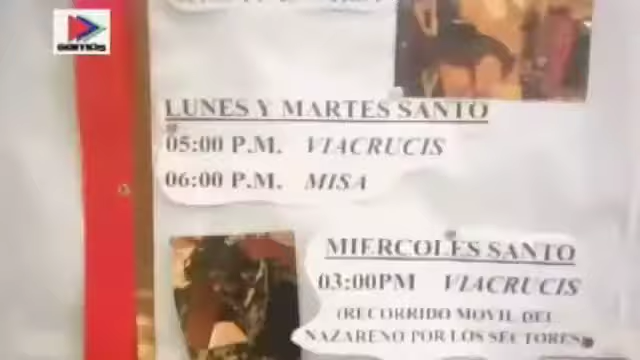 LUNES Y MARTES SANTO
05:00 P.M. VIACRUCIS
06:00 P.M. MISA
MIERCOLES SANTO
03:00PM VIACRUCIS
(RECORRIDO MOVIL DEL
NAZARENO POR LOS SECTORES